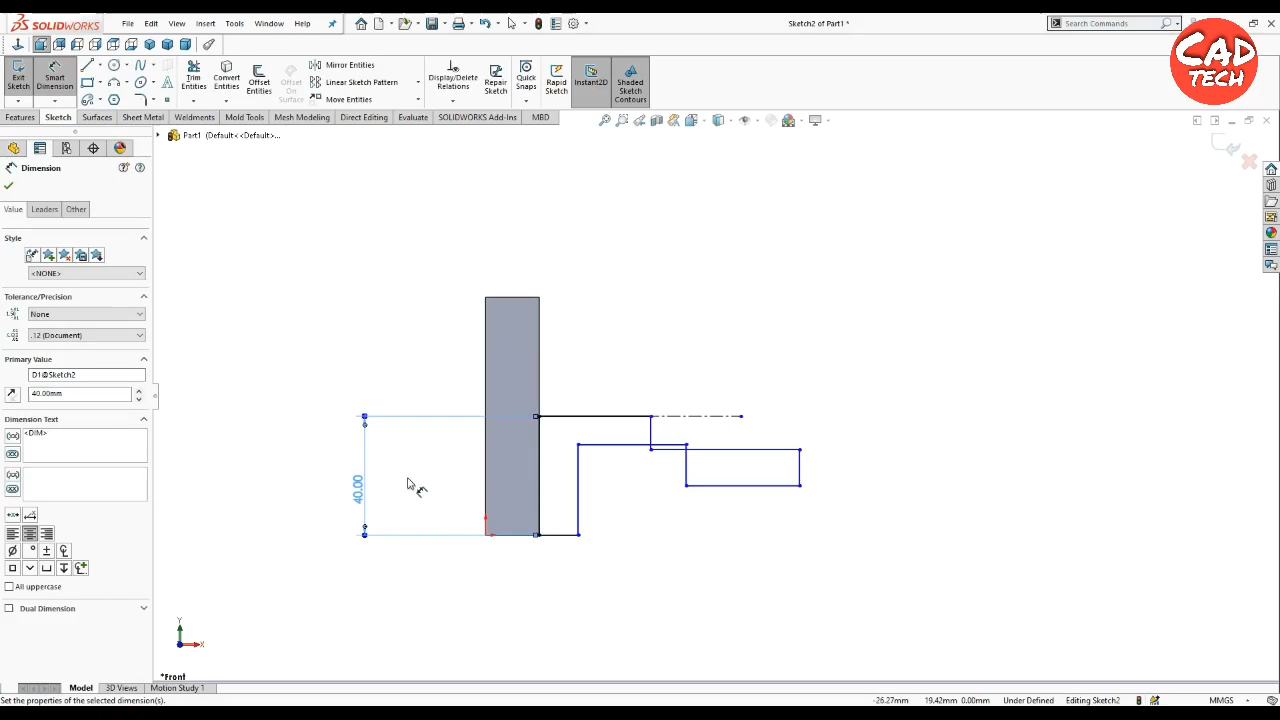 SOLIDWORKS File Edit View Insert Tools Window Help Sketch2 of Part1 * Search Commands
CAD
TECH
Exit Sketch Smart Dimension Trim Entities Convert Entities Offset Entities Offset On Surface Mirror Entities Display/Delete Relations Repair Sketch Quick Snaps Rapid Sketch Instant2D Shaded Sketch Contours
Linear Sketch Pattern
Move Entities
Features Sketch Surfaces Sheet Metal Weldments Mold Tools Mesh Modeling Direct Editing Evaluate SOLIDWORKS Add-Ins MBD
Part1 (Default<<Default>...
Dimension
Value Leaders Other
Style
<NONE>
Tolerance/Precision
None
.12 (Document)
Primary Value
D1@Sketch2
40.00mm
Dimension Text
<DIM>
All uppercase
Dual Dimension
40.00
Y
X
*Front
Model 3D Views Motion Study 1
Set the properties of the selected dimension(s). -26.27mm 19.42mm 0.00mm Under Defined Editing Sketch2 MMGS